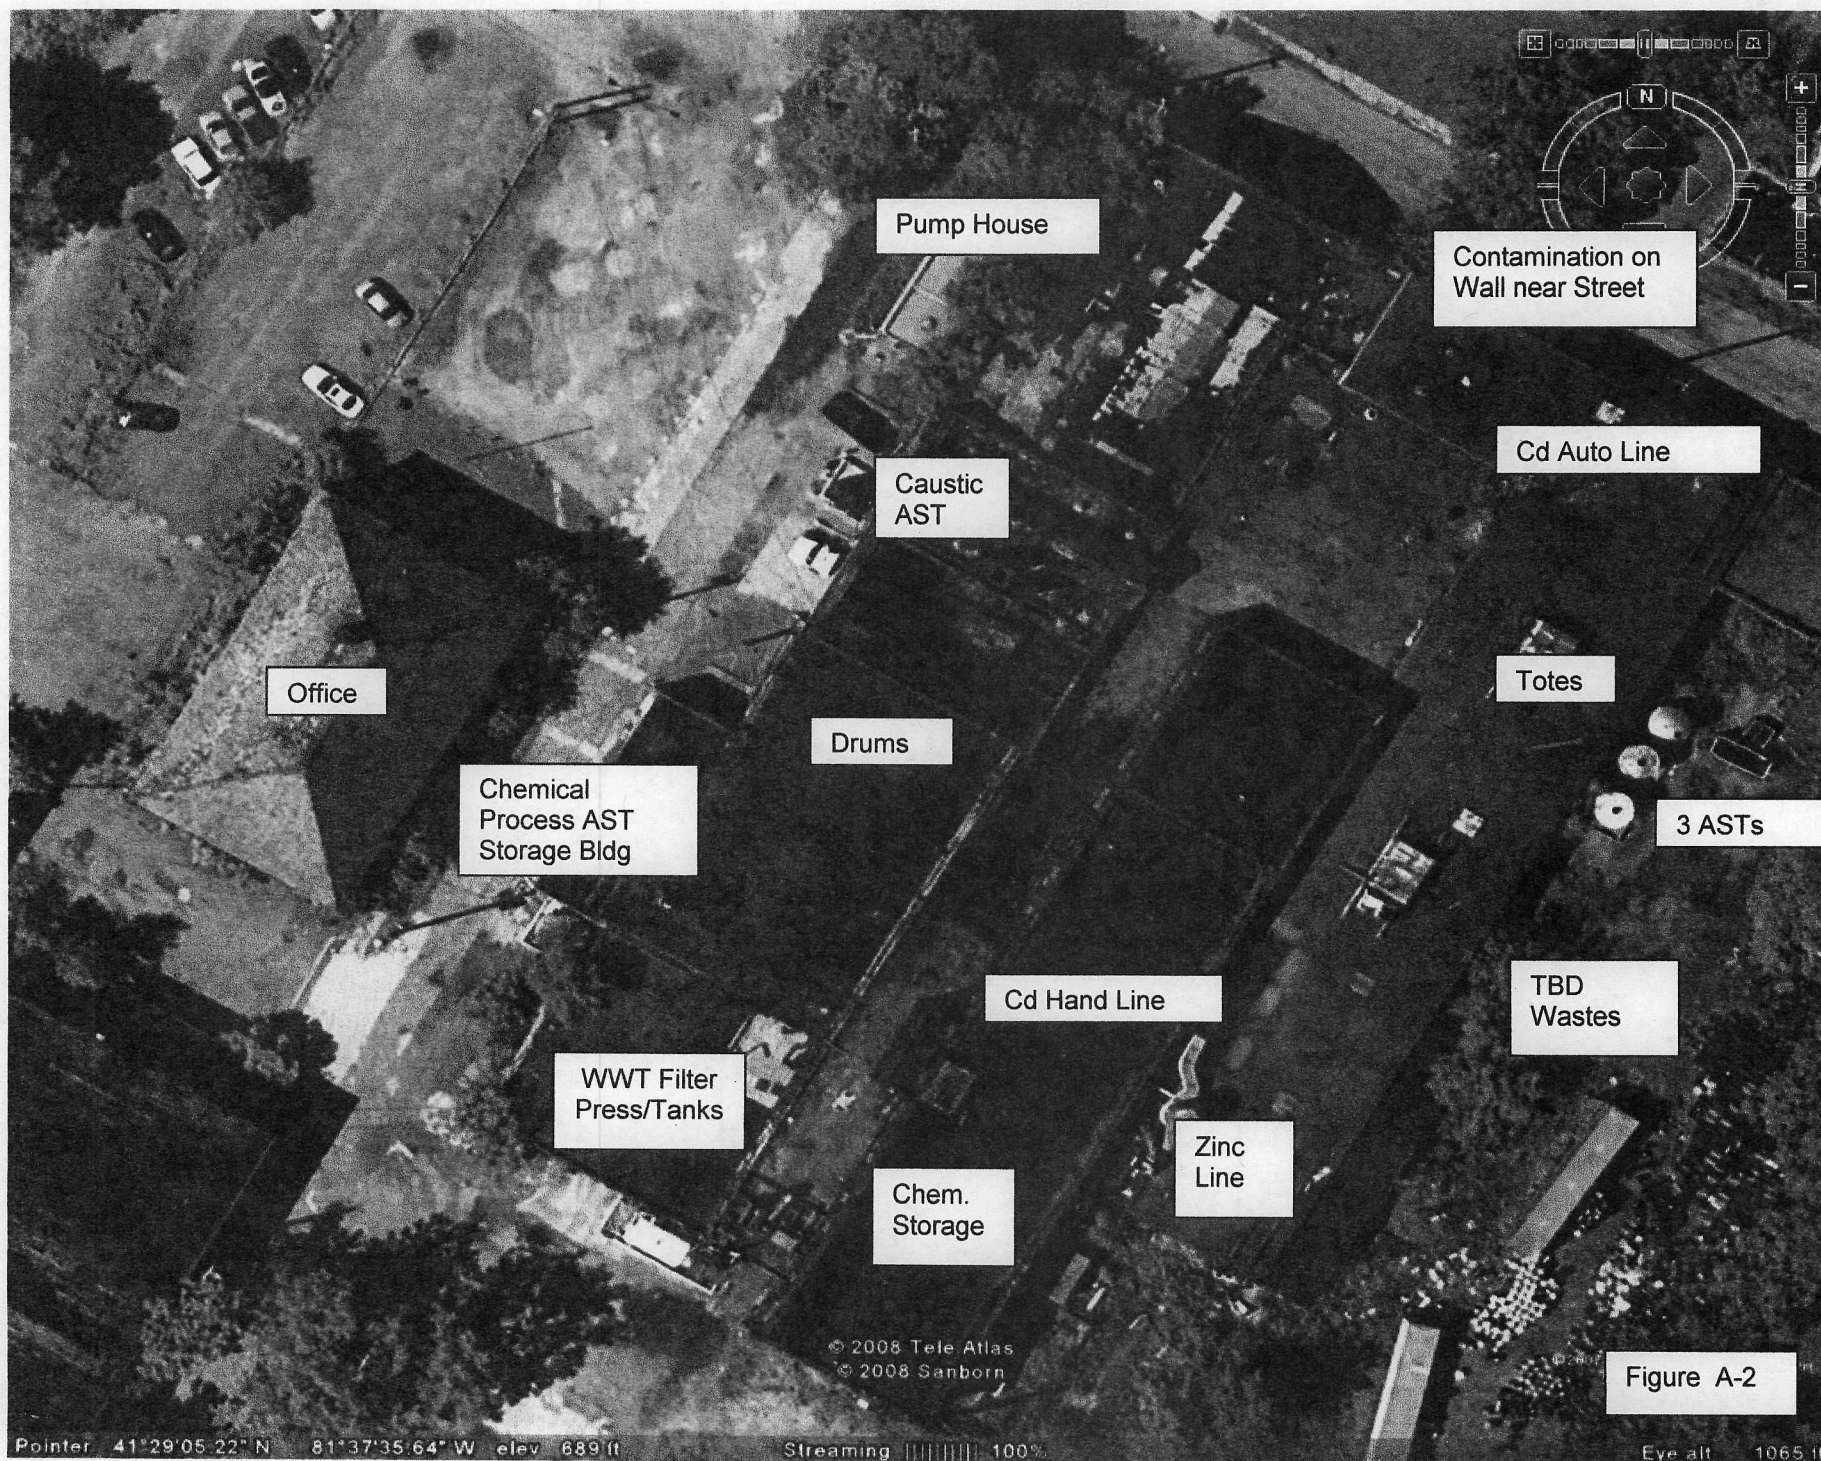 N
Pump House
Contamination on
Wall near Street
Cd Auto Line
Caustic
AST
Office
Totes
Drums
Chemical
Process AST
Storage Bldg
3 ASTs
Cd Hand Line
TBD
Wastes
WWT Filter
Press/Tanks
Zinc
Line
Chem.
Storage
© 2008 Tele Atlas
© 2008 Sanborn
Figure A-2
Pointer 41°29'05.22" N 81°37'35.64" W elev 689 ft
Streaming 100%
Eye alt 1065 ft